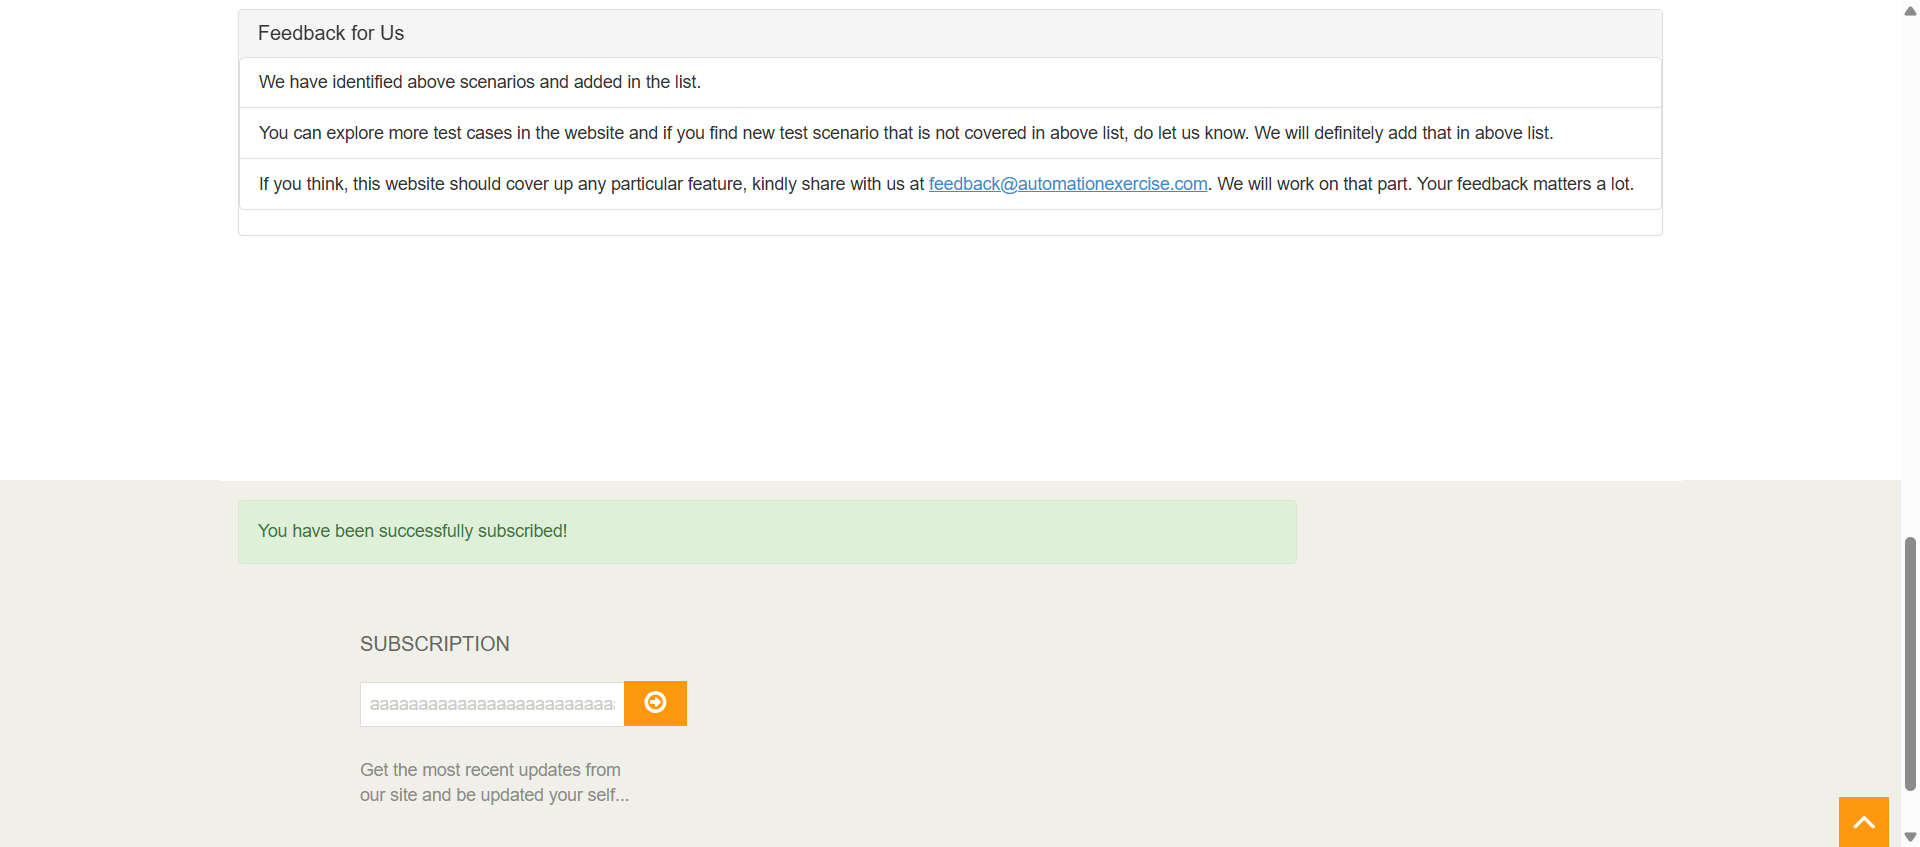 Feedback for Us
We have identified above scenarios and added in the list.
You can explore more test cases in the website and if you find new test scenario that is not covered in above list, do let us know. We will definitely add that in above list.
If you think, this website should cover up any particular feature, kindly share with us at feedback@automationexercise.com. We will work on that part. Your feedback matters a lot.
You have been successfully subscribed!
SUBSCRIPTION
aaaaaaaaaaaaaaaaaaaaaaaaa
Get the most recent updates from
our site and be updated your self...